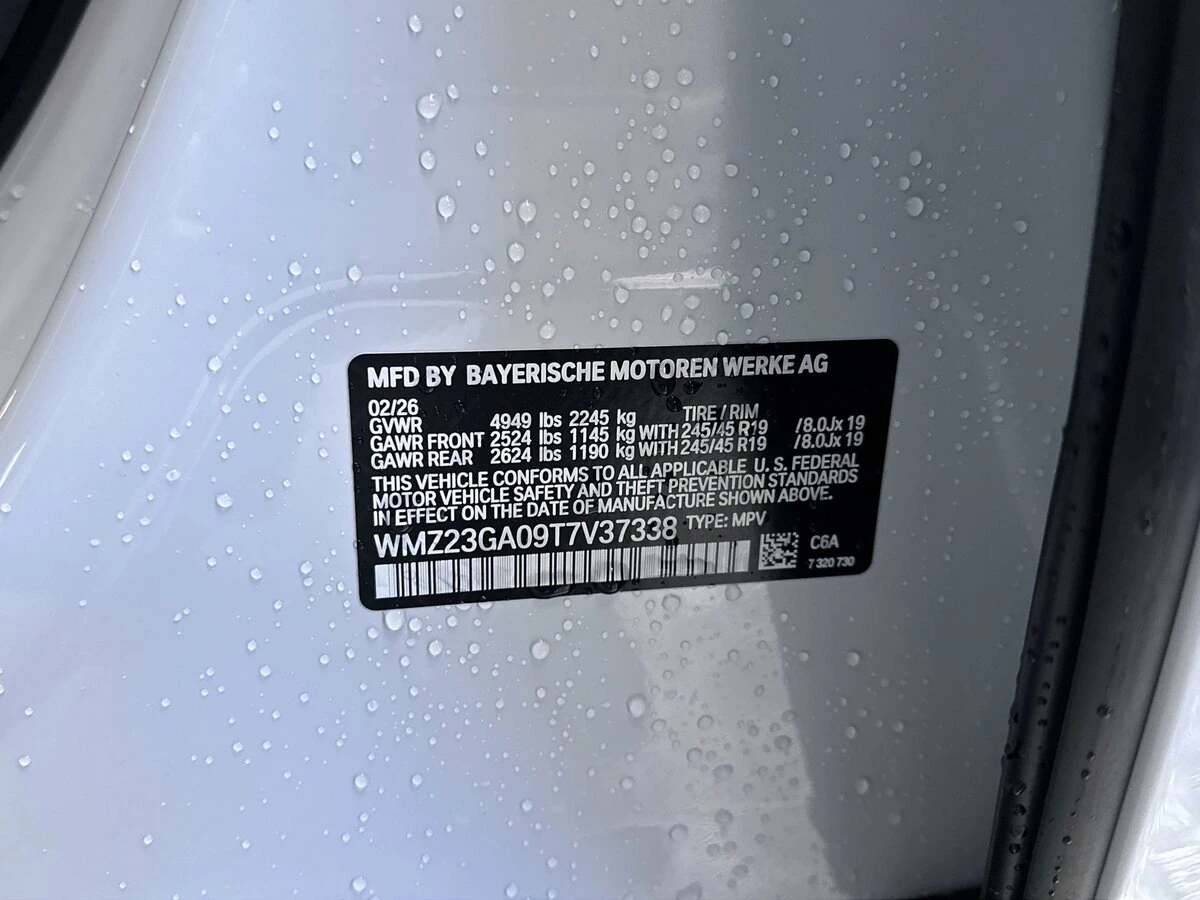 MFD BY BAYERISCHE MOTOREN WERKE AG
02/26 TIRE / RIM
GVWR 4949 lbs 2245 kg
GAWR FRONT 2524 lbs 1145 kg WITH 245/45 R19 /8.0Jx 19
GAWR REAR 2624 lbs 1190 kg WITH 245/45 R19 /8.0Jx 19
THIS VEHICLE CONFORMS TO ALL APPLICABLE U.S. FEDERAL
MOTOR VEHICLE SAFETY AND THEFT PREVENTION STANDARDS
IN EFFECT ON THE DATE OF MANUFACTURE SHOWN ABOVE.
WMZ23GA09T7V37338 TYPE: MPV
C6A
7 320 730